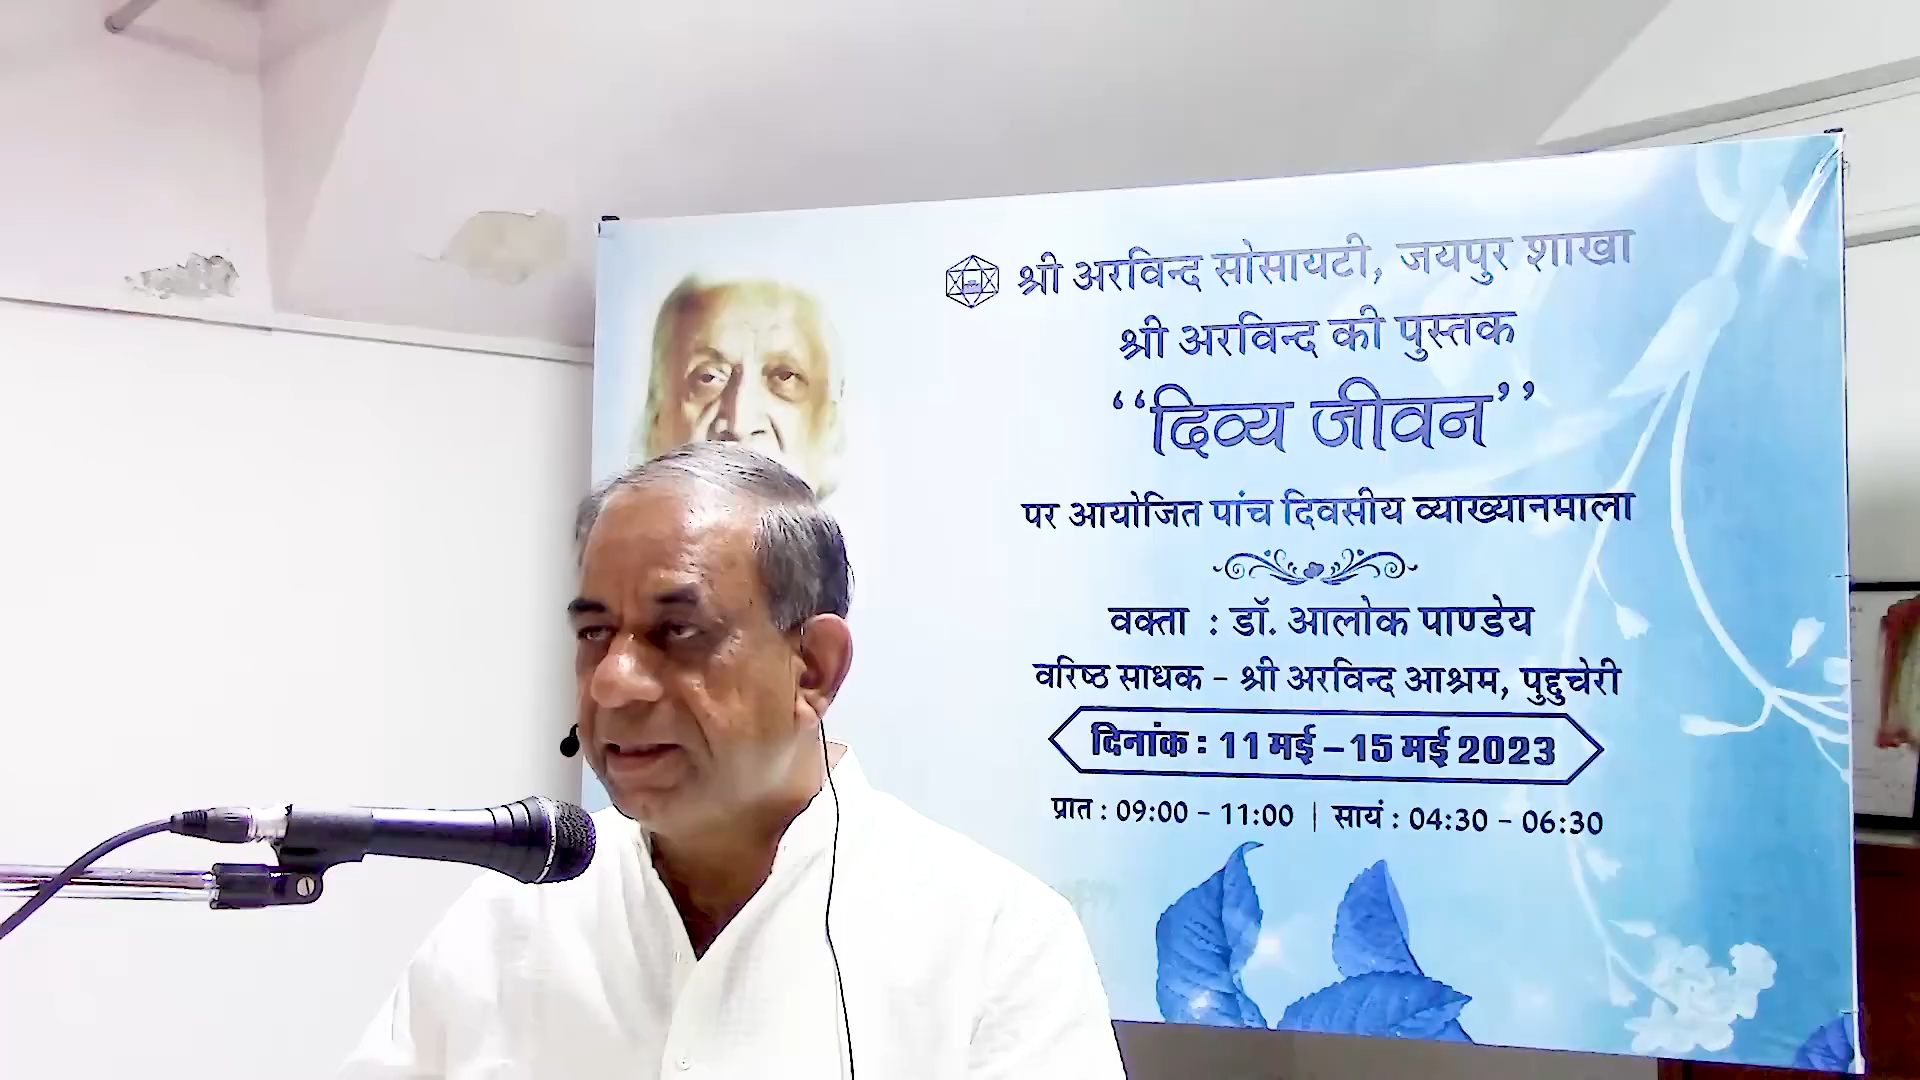 श्री अरविन्द सोसायटी, जयपुर शाखा
श्री अरविन्द की पुस्तक
‘‘दिव्य जीवन’’
पर आयोजित पांच दिवसीय व्याख्यानमाला
वक्ता : डॉ. आलोक पाण्डेय
वरिष्ठ साधक - श्री अरविन्द आश्रम, पुद्दुचेरी
दिनांक : 11 मई – 15 मई 2023
प्रात : 09:00 - 11:00 | सायं : 04:30 - 06:30